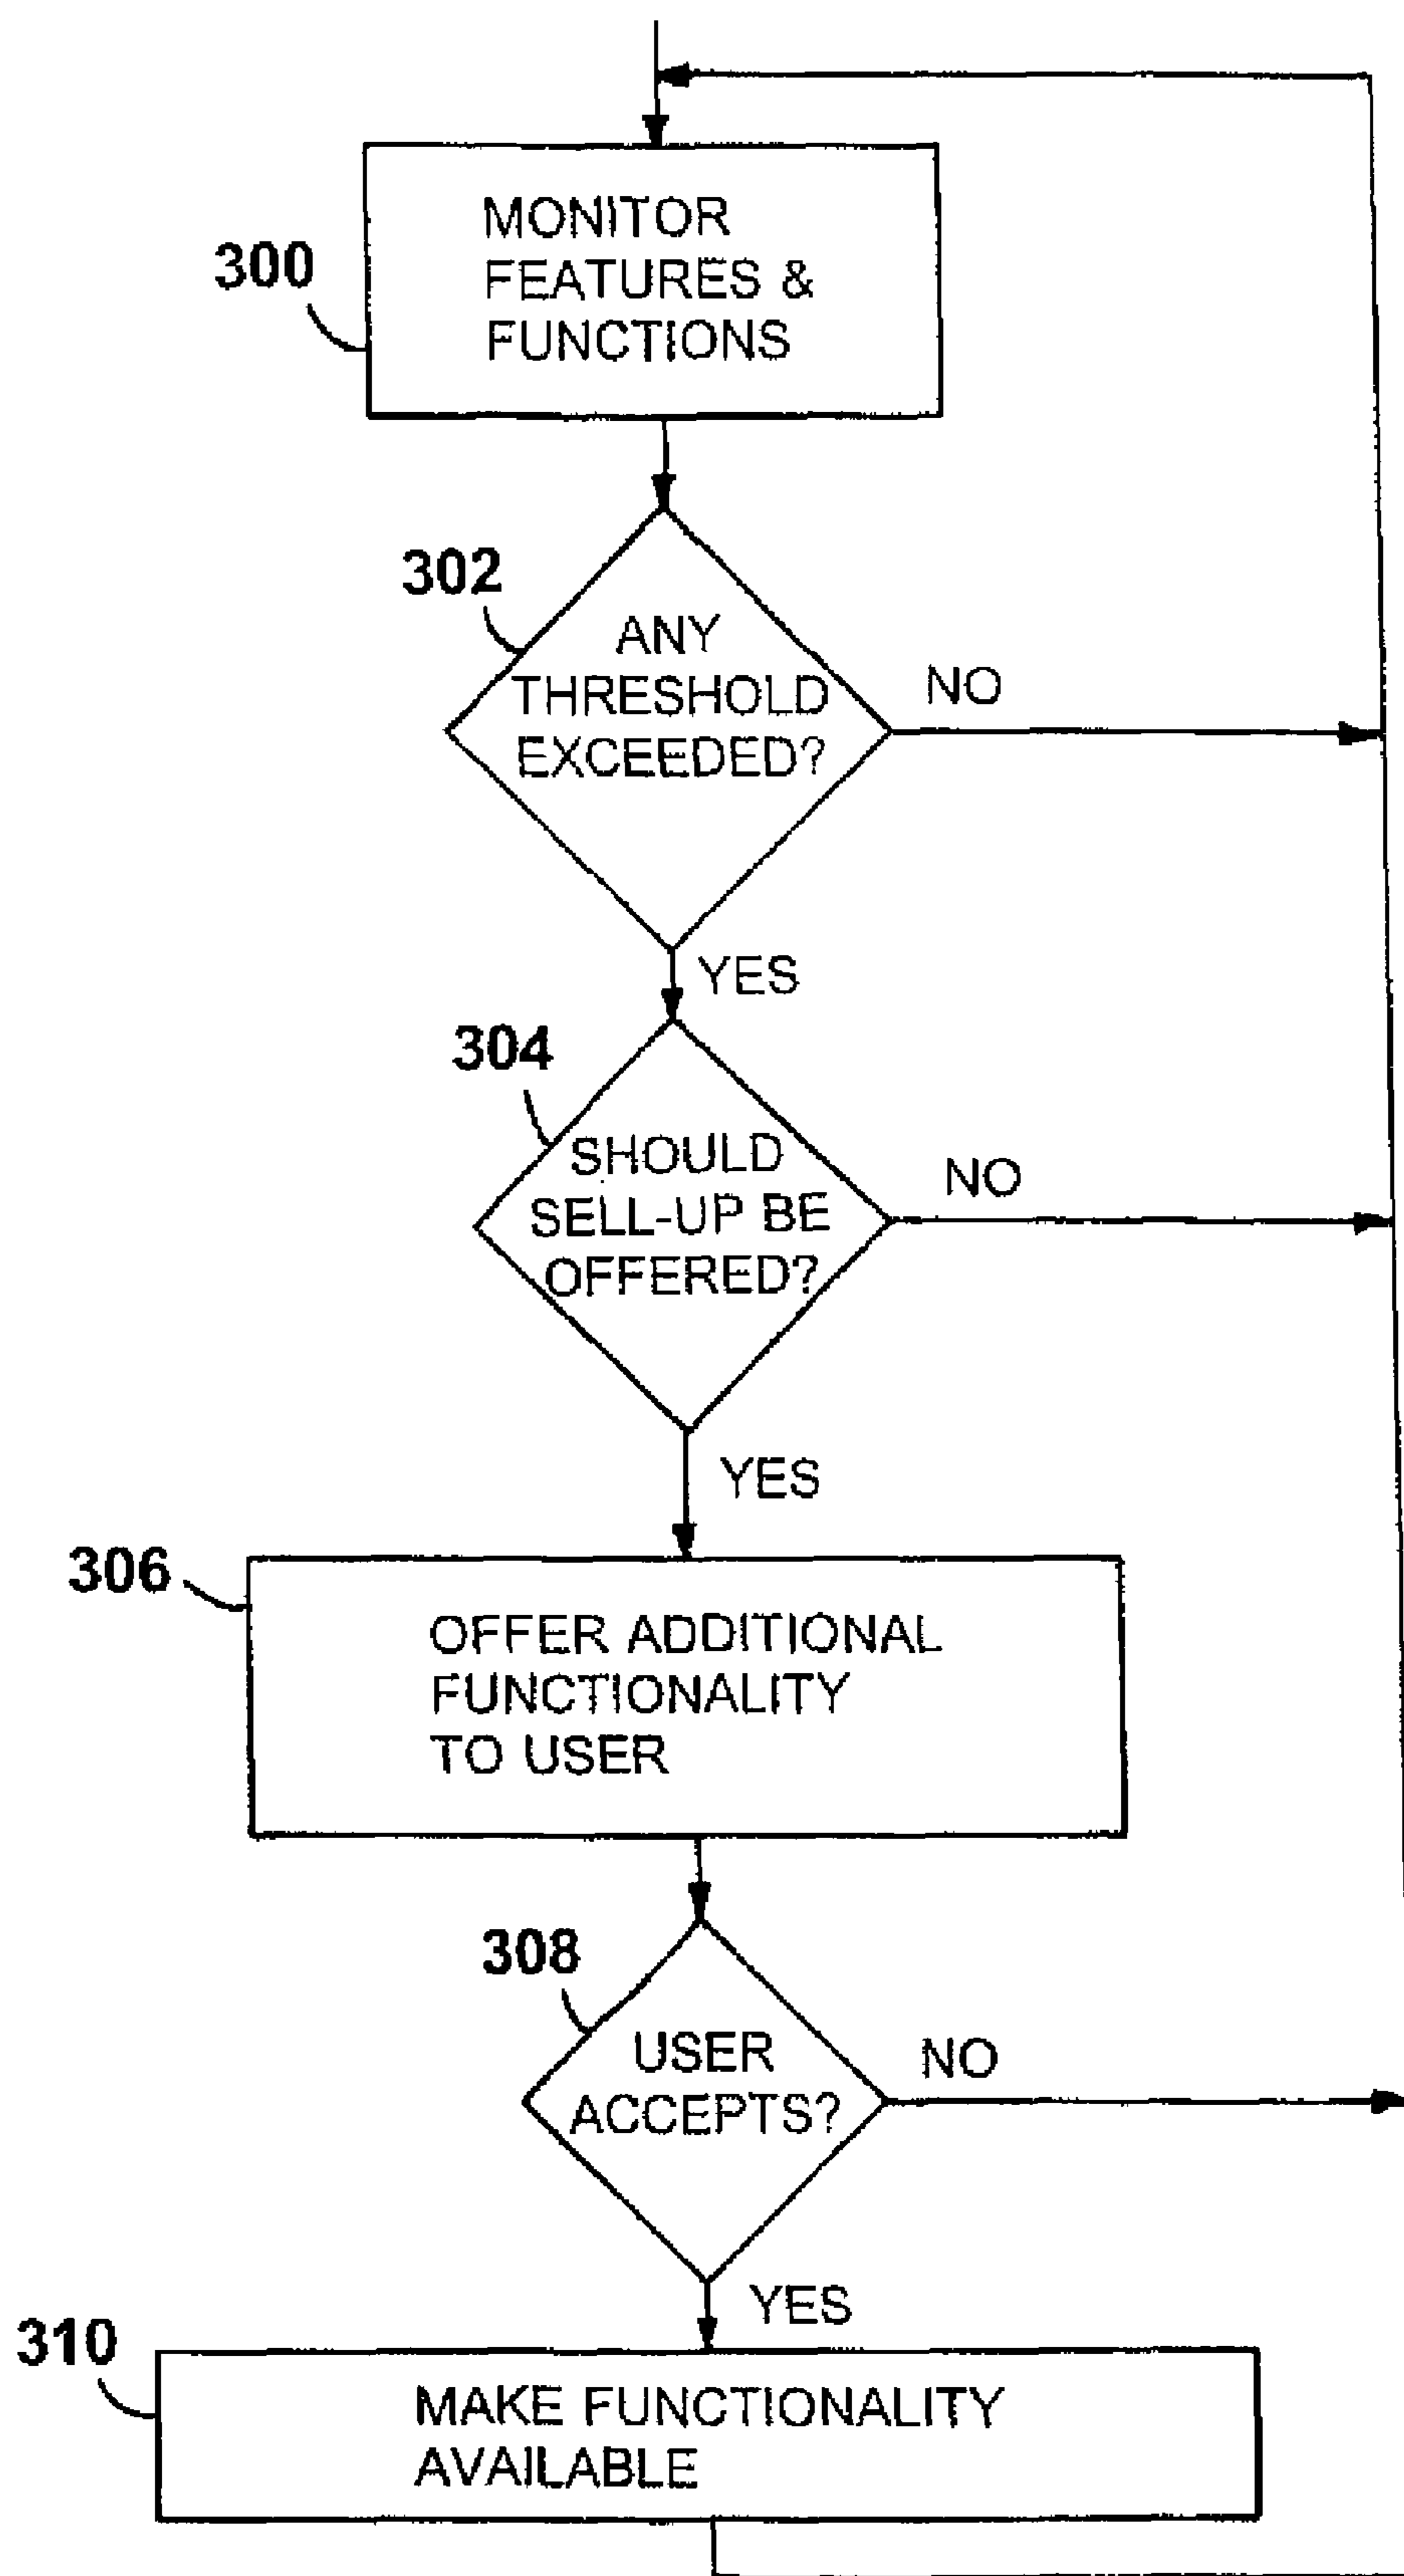 MONITOR
FEATURES &
FUNCTIONS
300
302
ANY
THRESHOLD
EXCEEDED?
NO
YES
304
SHOULD
SELL-UP BE
OFFERED?
NO
YES
306
OFFER ADDITIONAL
FUNCTIONALITY
TO USER
308
USER
ACCEPTS?
NO
YES
310
MAKE FUNCTIONALITY
AVAILABLE